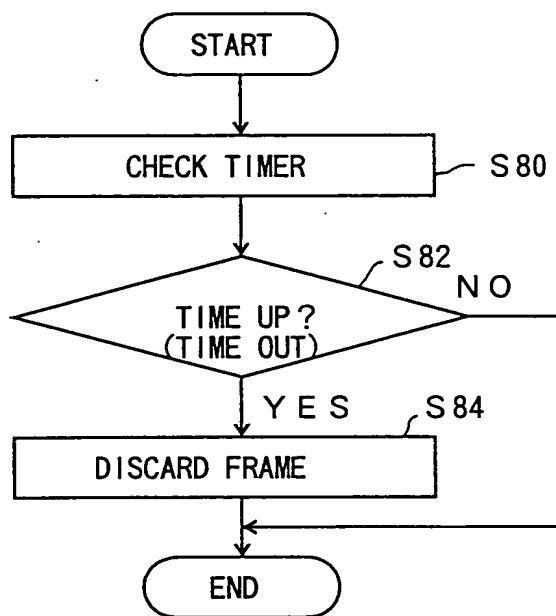 START
CHECK TIMER
S80
S82
NO
TIME UP?
(TIME OUT)
YES
S84
DISCARD FRAME
END